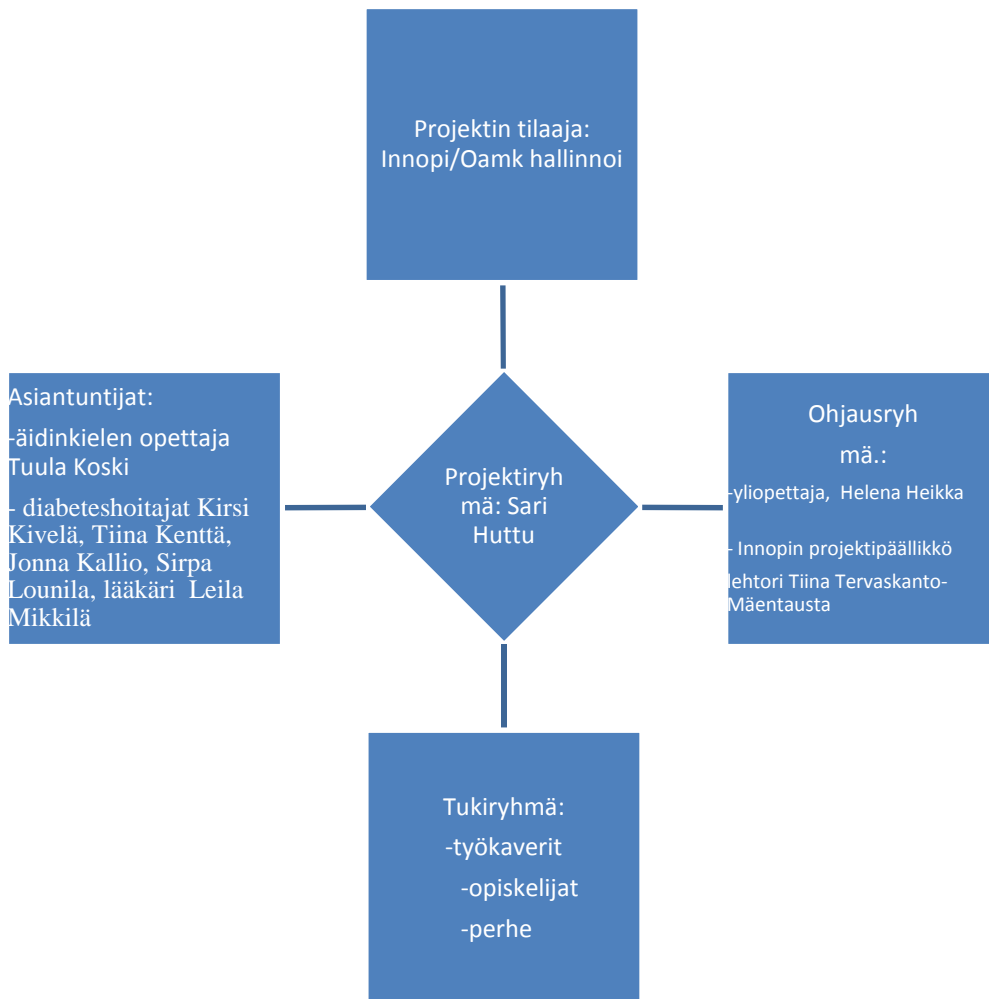 Projektin tilaaja:
Innopi/Oamk hallinnoi
Asiantuntijat:
-äidinkielen opettaja
Tuula Koski
- diabeteshoitajat Kirsi
Kivelä, Tiina Kenttä,
Jonna Kallio, Sirpa
Lounila, lääkäri  Leila
Mikkilä
Projektiryh
mä: Sari
Huttu
Ohjausryh
mä.:
-yliopettaja,  Helena Heikka
- Innopin projektipäällikkö
lehtori Tiina Tervaskanto-
Mäentausta
Tukiryhmä:
-työkaverit
-opiskelijat
-perhe